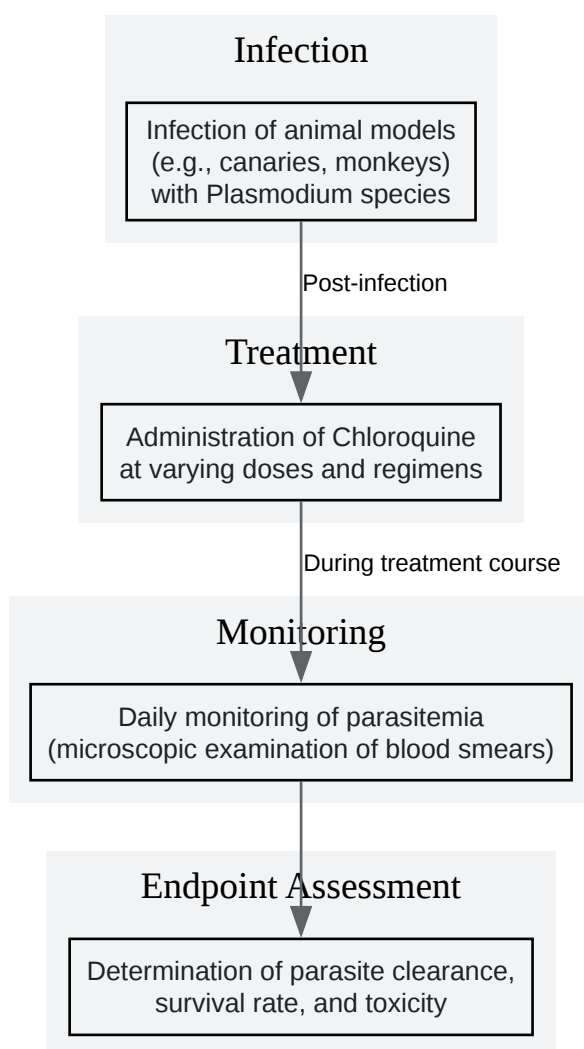 Infection
Infection of animal models
(e.g., canaries, monkeys)
with Plasmodium species
Post-infection
Treatment
Administration of Chloroquine
at varying doses and regimens
During treatment course
Monitoring
Daily monitoring of parasitemia
(microscopic examination of blood smears)
Endpoint Assessment
Determination of parasite clearance,
survival rate, and toxicity